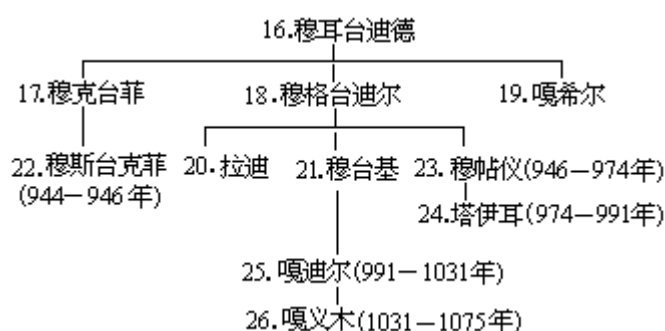 16.穆耳台迪德
17.穆克台菲 18.穆格台迪尔 19.嘎希尔
22.穆斯台克菲 20.拉迪 21.穆台基 23.穆帖仪(946—974年)
(944—946年) 24.塔伊耳(974—991年)
25.嘎迪尔(991—1031年)
26.嘎义木(1031—1075年)